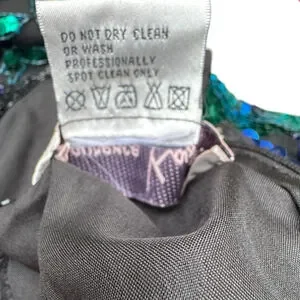 DO NOT DRY CLEAN
OR WASH
PROFESSIONALLY
SPOT CLEAN ONLY